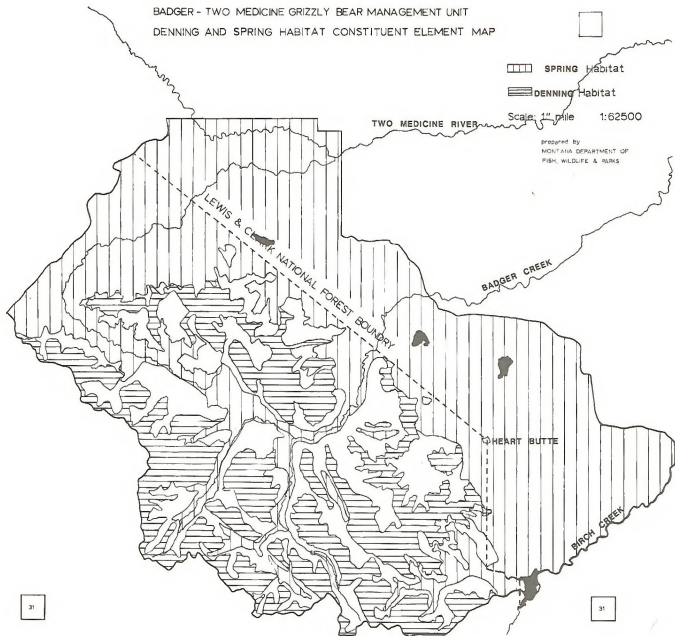 BADGER - TWO MEDICINE GRIZZLY BEAR MANAGEMENT UNIT
DENNING AND SPRING HABITAT CONSTITUENT ELEMENT MAP
SPRING Habitat
DENNING Habitat
Scale: 1" mile 1:62500
prepared by
MONTANA DEPARTMENT OF
FISH, WILDLIFE & PARKS
TWO MEDICINE RIVER
LEWIS & CLARK NATIONAL FOREST BOUNDRY
BADGER CREEK
HEART BUTTE
BIRCH CREEK
31
31